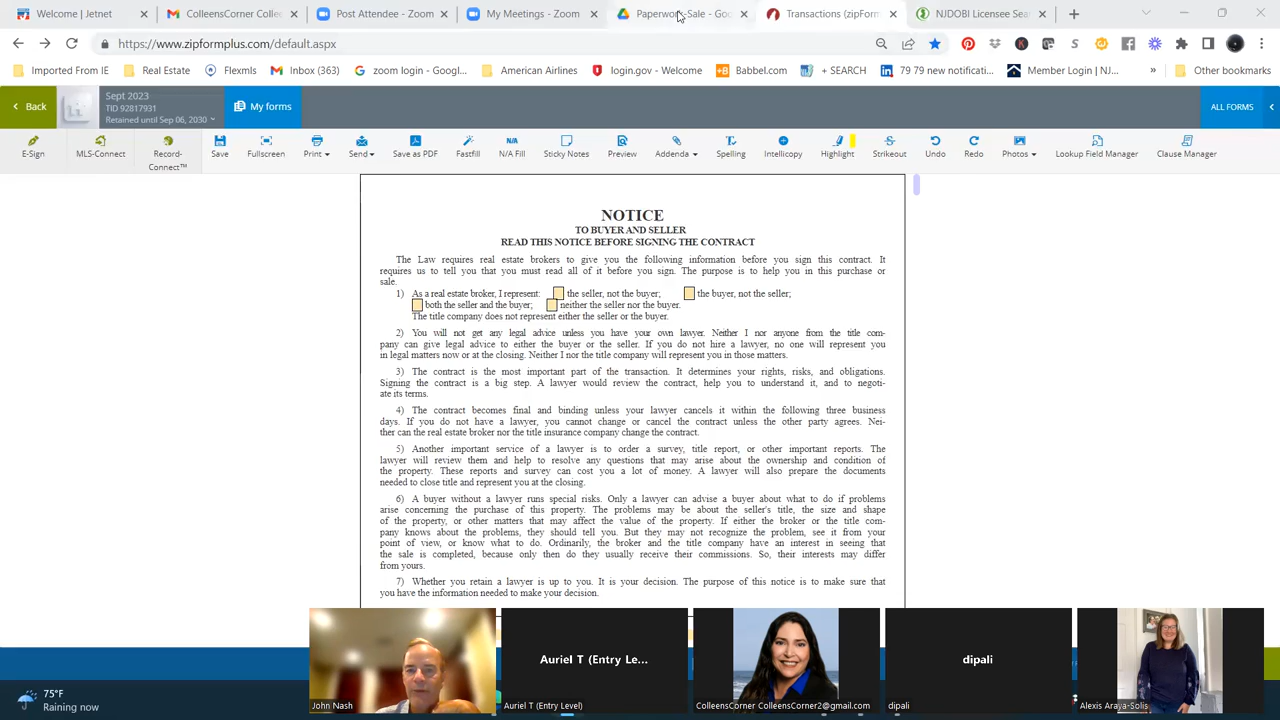 Welcome | Jetnet
ColleensCorner2@gmail.com
Post Attendee - Zoom
My Meetings - Zoom
Paperwork-Sale - Goo
Transactions (zipForm
NJDOBI Licensee Sea
https://www.zipformplus.com/default.aspx
Imported From IE
Real Estate
Flexmls
Inbox (363)
zoom login - Googl...
American Airlines
login.gov - Welcome
Babbel.com
+ SEARCH
79 79 new notificati...
Member Login | NJ...
»
Other bookmarks
Back
Sept 2023
TID 92817931
Retained until Sep 06, 2030
My forms
ALL FORMS
E-Sign
MLS-Connect
Record-
Connect™
Save
Fullscreen
Print
Send
Save as PDF
Fastfill
N/A
N/A Fill
Sticky Notes
Preview
Addenda
Spelling
Intellicopy
Highlight
Strikeout
Undo
Redo
Photos
Lookup Field Manager
Clause Manager
NOTICE
TO BUYER AND SELLER
READ THIS NOTICE BEFORE SIGNING THE CONTRACT
The Law requires real estate brokers to give you the following information before you sign this contract. It
requires us to tell you that you must read all of it before you sign. The purpose is to help you in this purchase or
sale.
1) As a real estate broker, I represent: the seller, not the buyer; the buyer, not the seller;
both the seller and the buyer; neither the seller nor the buyer.
The title company does not represent either the seller or the buyer.
2) You will not get any legal advice unless you have your own lawyer. Neither I nor anyone from the title com-
pany can give legal advice to either the buyer or the seller. If you do not hire a lawyer, no one will represent you
in legal matters now or at the closing. Neither I nor the title company will represent you in those matters.
3) The contract is the most important part of the transaction. It determines your rights, risks, and obligations.
Signing the contract is a big step. A lawyer would review the contract, help you to understand it, and to negoti-
ate its terms.
4) The contract becomes final and binding unless your lawyer cancels it within the following three business
days. If you do not have a lawyer, you cannot change or cancel the contract unless the other party agrees. Nei-
ther can the real estate broker nor the title insurance company change the contract.
5) Another important service of a lawyer is to order a survey, title report, or other important reports. The
lawyer will review them and help to resolve any questions that may arise about the ownership and condition of
the property. These reports and survey can cost you a lot of money. A lawyer will also prepare the documents
needed to close title and represent you at the closing.
6) A buyer without a lawyer runs special risks. Only a lawyer can advise a buyer about what to do if problems
arise concerning the purchase of this property. The problems may be about the seller's title, the size and shape
of the property, or other matters that may affect the value of the property. If either the broker or the title com-
pany knows about the problems, they should tell you. But they may not recognize the problem, see it from your
point of view, or know what to do. Ordinarily, the broker and the title company have an interest in seeing that
the sale is completed, because only then do they usually receive their commissions. So, their interests may differ
from yours.
7) Whether you retain a lawyer is up to you. It is your decision. The purpose of this notice is to make sure that
you have the information needed to make your decision.
75°F
Raining now
John Nash
Auriel T (Entry Le...
Auriel T (Entry Level)
ColleensCorner ColleensCorner2@gmail.com
dipali
dipali
Alexis Araya-Solis